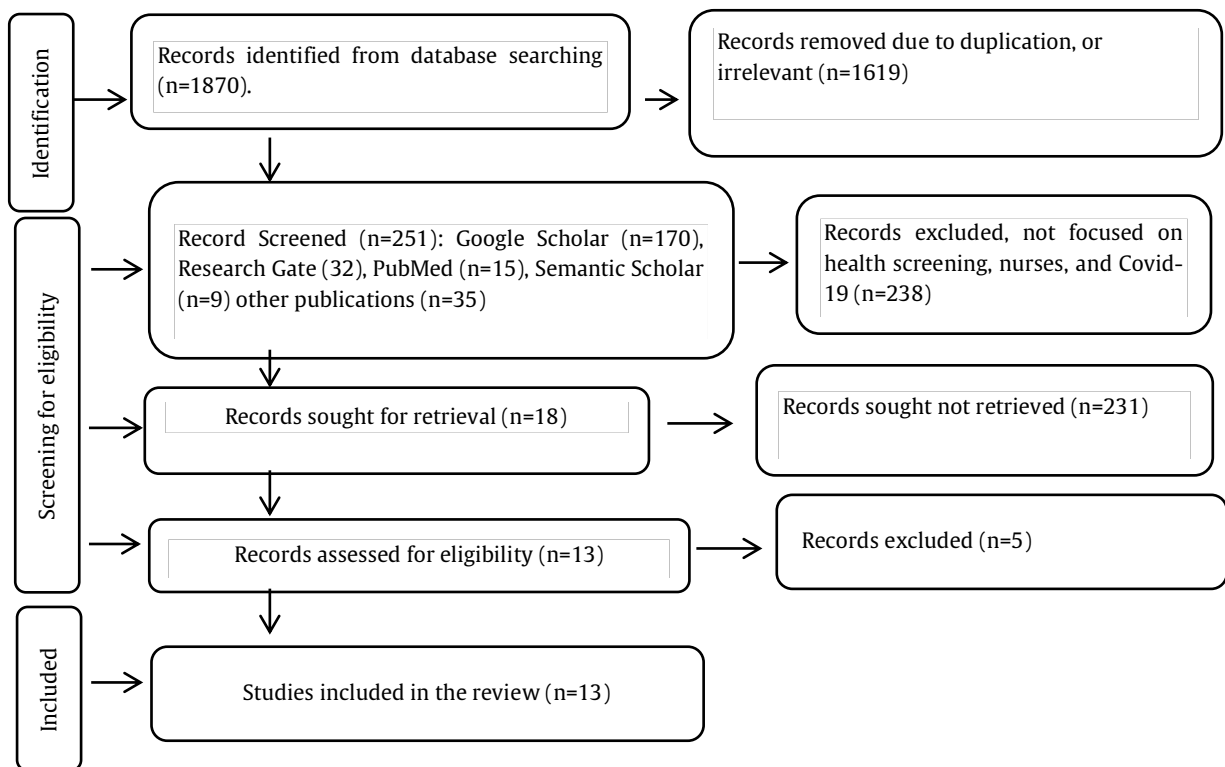 Identification
Records identified from database searching
(n=1870).
Records removed due to duplication, or
irrelevant (n=1619)
Screening for eligibility
Record Screened (n=251): Google Scholar (n=170),
Research Gate (32), PubMed (n=15), Semantic Scholar
(n=9) other publications (n=35)
Records excluded, not focused on
health screening, nurses, and Covid-
19 (n=238)
Records sought for retrieval (n=18)
Records sought not retrieved (n=231)
Records assessed for eligibility (n=13)
Records excluded (n=5)
Included
Studies included in the review (n=13)